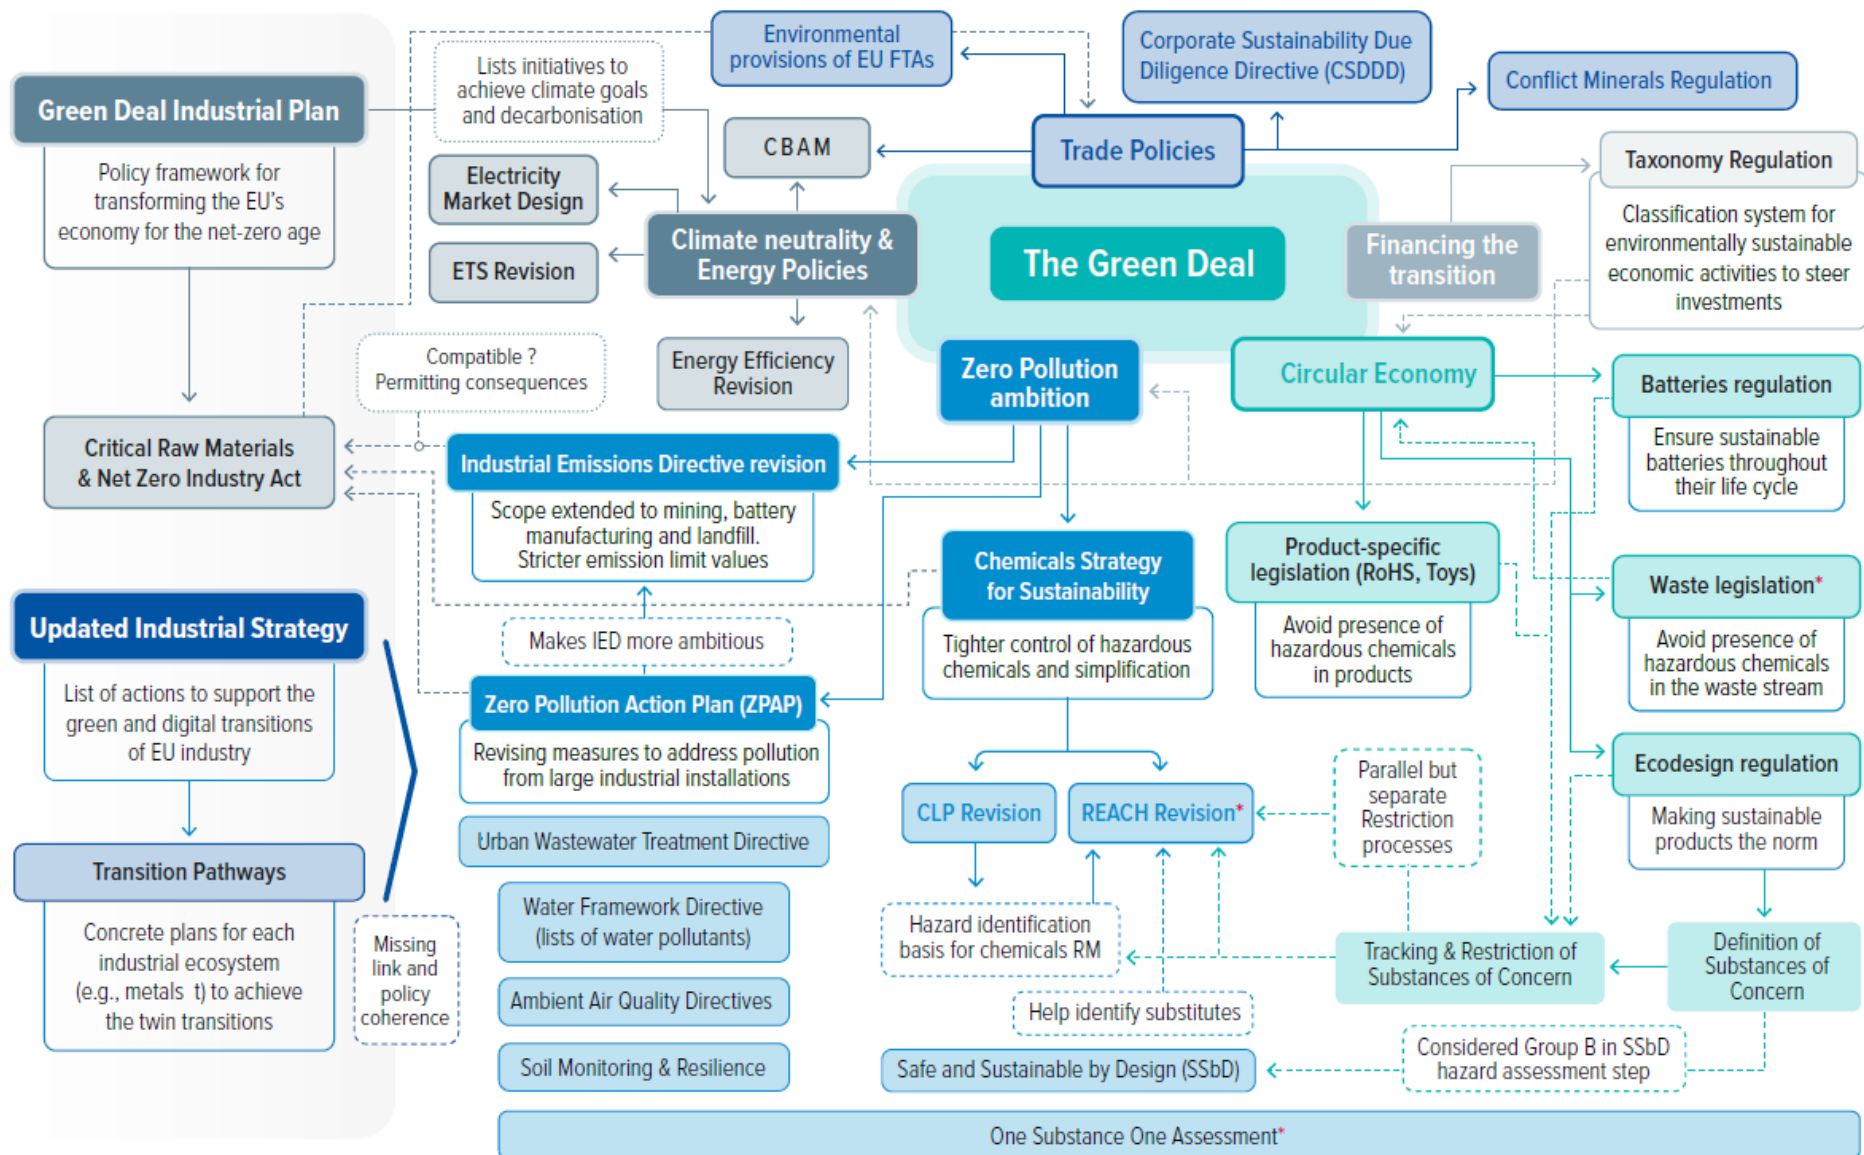 Green Deal Industrial Plan
Policy framework for
transforming the EU's
economy for the net-zero age
Critical Raw Materials
& Net Zero Industry Act
Updated Industrial Strategy
List of actions to support the
green and digital transitions
of EU industry
Transition Pathways
Concrete plans for each
industrial ecosystem
(e.g., metals t) to achieve
the twin transitions
Missing
link and
policy
coherence
Lists initiatives to
achieve climate goals
and decarbonisation
Environmental
provisions of EU FTAs
Corporate Sustainability Due
Diligence Directive (CSDDD)
Conflict Minerals Regulation
CBAM
Trade Policies
Electricity
Market Design
ETS Revision
Climate neutrality &
Energy Policies
Energy Efficiency
Revision
The Green Deal
Financing the
transition
Taxonomy Regulation
Classification system for
environmentally sustainable
economic activities to steer
investments
Compatible ?
Permitting consequences
Zero Pollution
ambition
Circular Economy
Batteries regulation
Ensure sustainable
batteries throughout
their life cycle
Industrial Emissions Directive revision
Scope extended to mining, battery
manufacturing and landfill.
Stricter emission limit values
Makes IED more ambitious
Zero Pollution Action Plan (ZPAP)
Revising measures to address pollution
from large industrial installations
Urban Wastewater Treatment Directive
Water Framework Directive
(lists of water pollutants)
Ambient Air Quality Directives
Soil Monitoring & Resilience
Chemicals Strategy
for Sustainability
Tighter control of hazardous
chemicals and simplification
CLP Revision
REACH Revision*
Hazard identification
basis for chemicals RM
Help identify substitutes
Safe and Sustainable by Design (SSbD)
Product-specific
legislation (RoHS, Toys)
Avoid presence of
hazardous chemicals
in products
Waste legislation*
Avoid presence of
hazardous chemicals
in the waste stream
Parallel but
separate
Restriction
processes
Ecodesign regulation
Making sustainable
products the norm
Tracking & Restriction of
Substances of Concern
Definition of
Substances of
Concern
Considered Group B in SSbD
hazard assessment step
One Substance One Assessment*